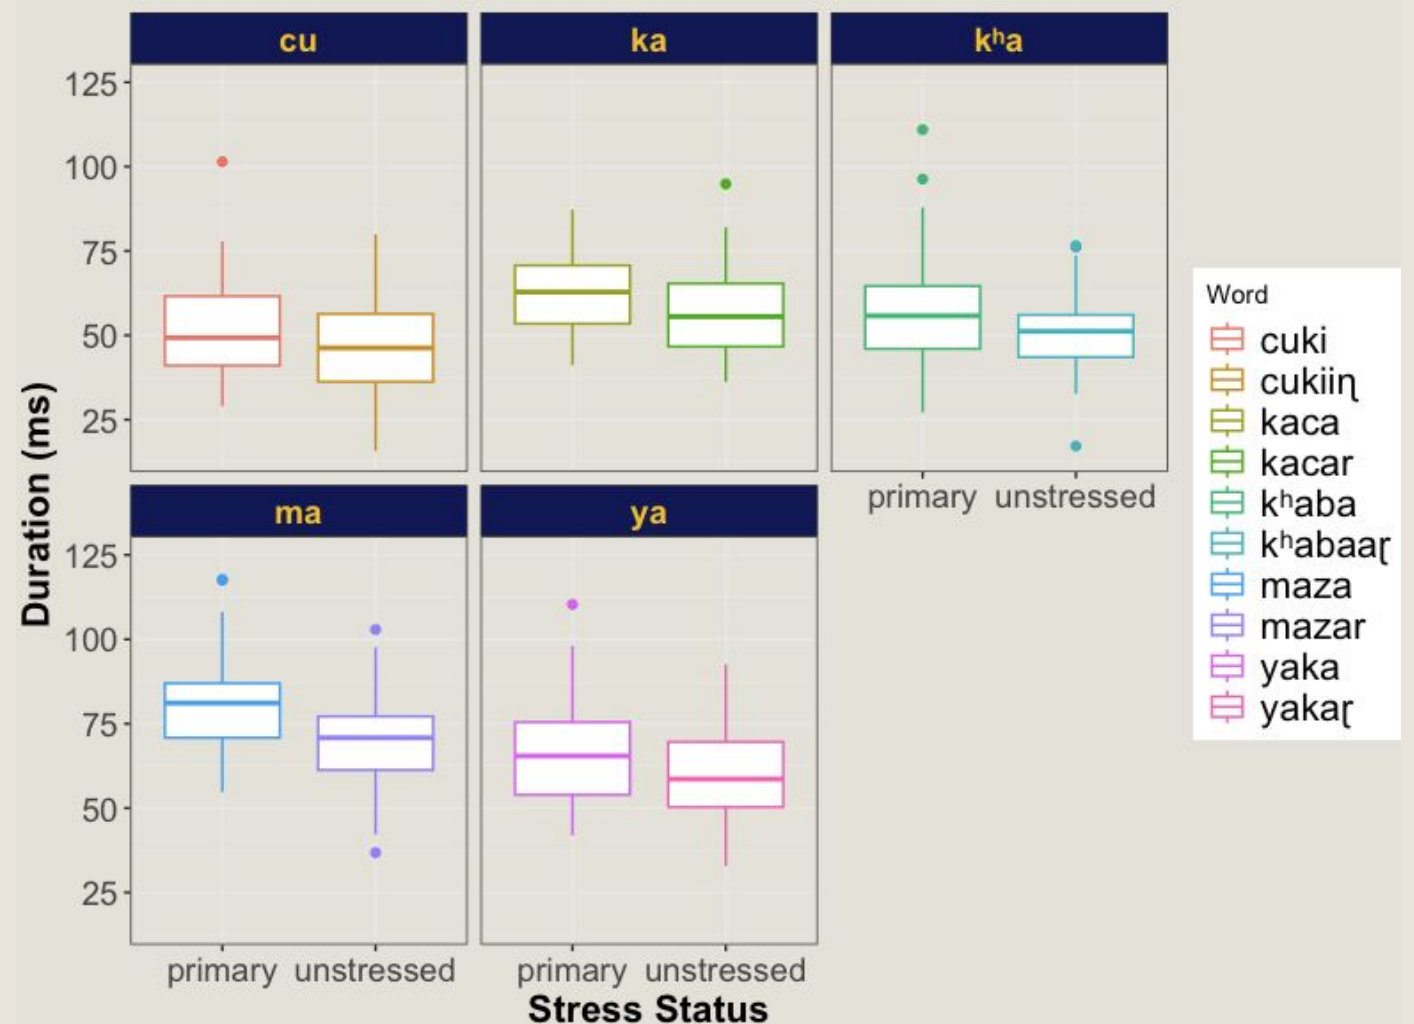 cu
ka
kʰa
125
100
75
50
25
primary unstressed
ma
ya
125
100
75
50
25
primary unstressed
primary unstressed
Stress Status
Duration (ms)
Word
cuki
cukiiɳ
kaca
kacar
kʰaba
kʰabaaɽ
maza
mazar
yaka
yakaɽ